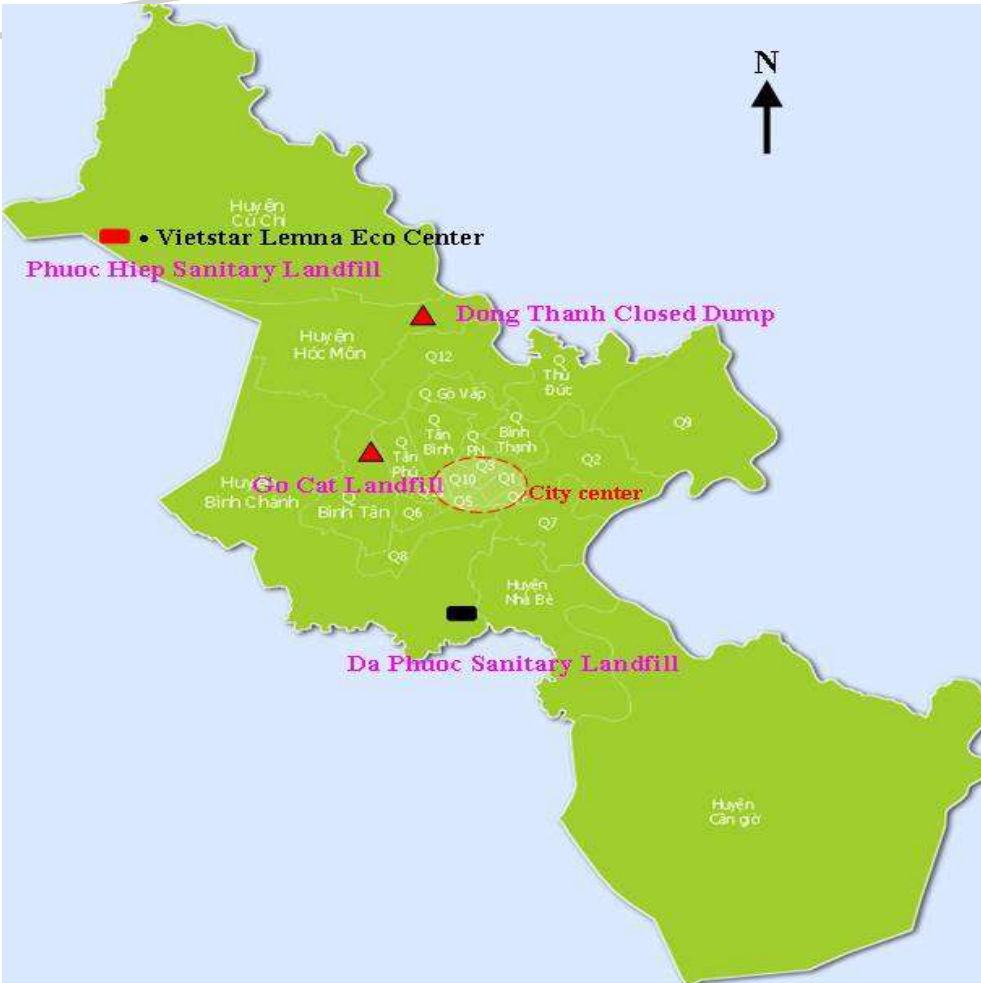 N
Huyện
Củ Chi
• Vietstar Lemna Eco Center
Phuoc Hiep Sanitary Landfill
Dong Thanh Closed Dump
Huyện
Hóc Môn
Q12
Q
Thủ
Đức
Q Gò Vấp
Q
Tân
Bình
Q
PN
Q
Bình
Thạnh
Q9
Q
Tân
Phú
Q3
Q2
Q10
Q1
Go Cat Landfill
City center
Bình Chánh
Q
Bình Tân
Q5
Q6
Q7
Q8
Huyện
Nhà Bè
Da Phuoc Sanitary Landfill
Huyện
Cần giờ